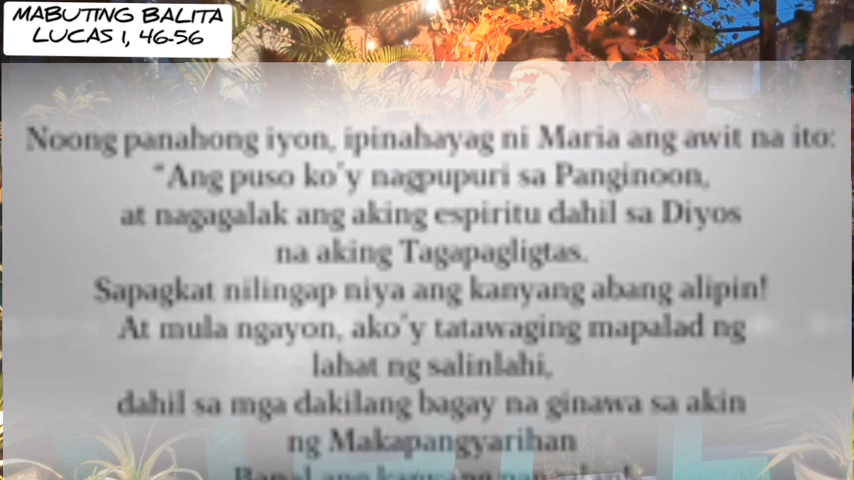 MABUTING BALITA
LUCAS 1, 46-56
Noong panahong iyon, ipinahayag ni Maria ang awit na ito:
“Ang puso ko’y nagpupuri sa Panginoon,
at nagagalak ang aking espiritu dahil sa Diyos
na aking Tagapagligtas.
Sapagkat nilingap niya ang kanyang abang alipin!
At mula ngayon, ako’y tatawaging mapalad ng
lahat ng salinlahi,
dahil sa mga dakilang bagay na ginawa sa akin
ng Makapangyarihan
Banal ang kanyang